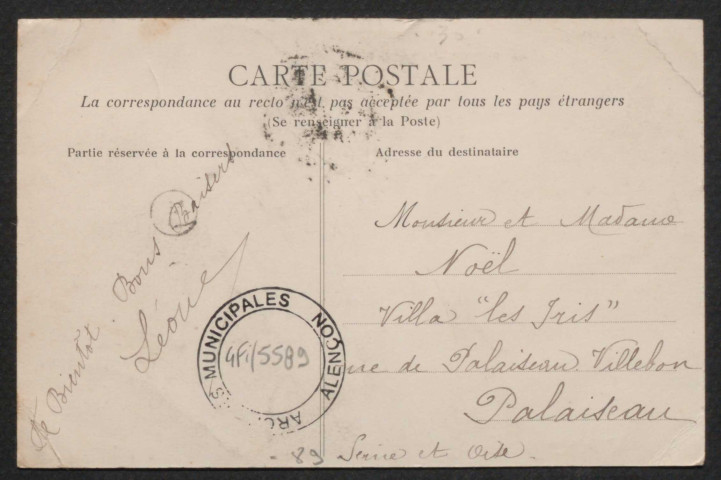 CARTE POSTALE
La correspondance au recto n'est pas acceptée par tous les pays étrangers
(Se renseigner à la Poste)
Partie réservée à la correspondance
Adresse du destinataire
Bientôt. Bons Baisers
Léone
Monsieur et Madame
Noël
Villa "les Iris"
de Palaiseau. Villebon
Palaiseau
Seine et Oise.
S MUNICIPALES ALENÇON ARC.
4Fi/5589
- 89